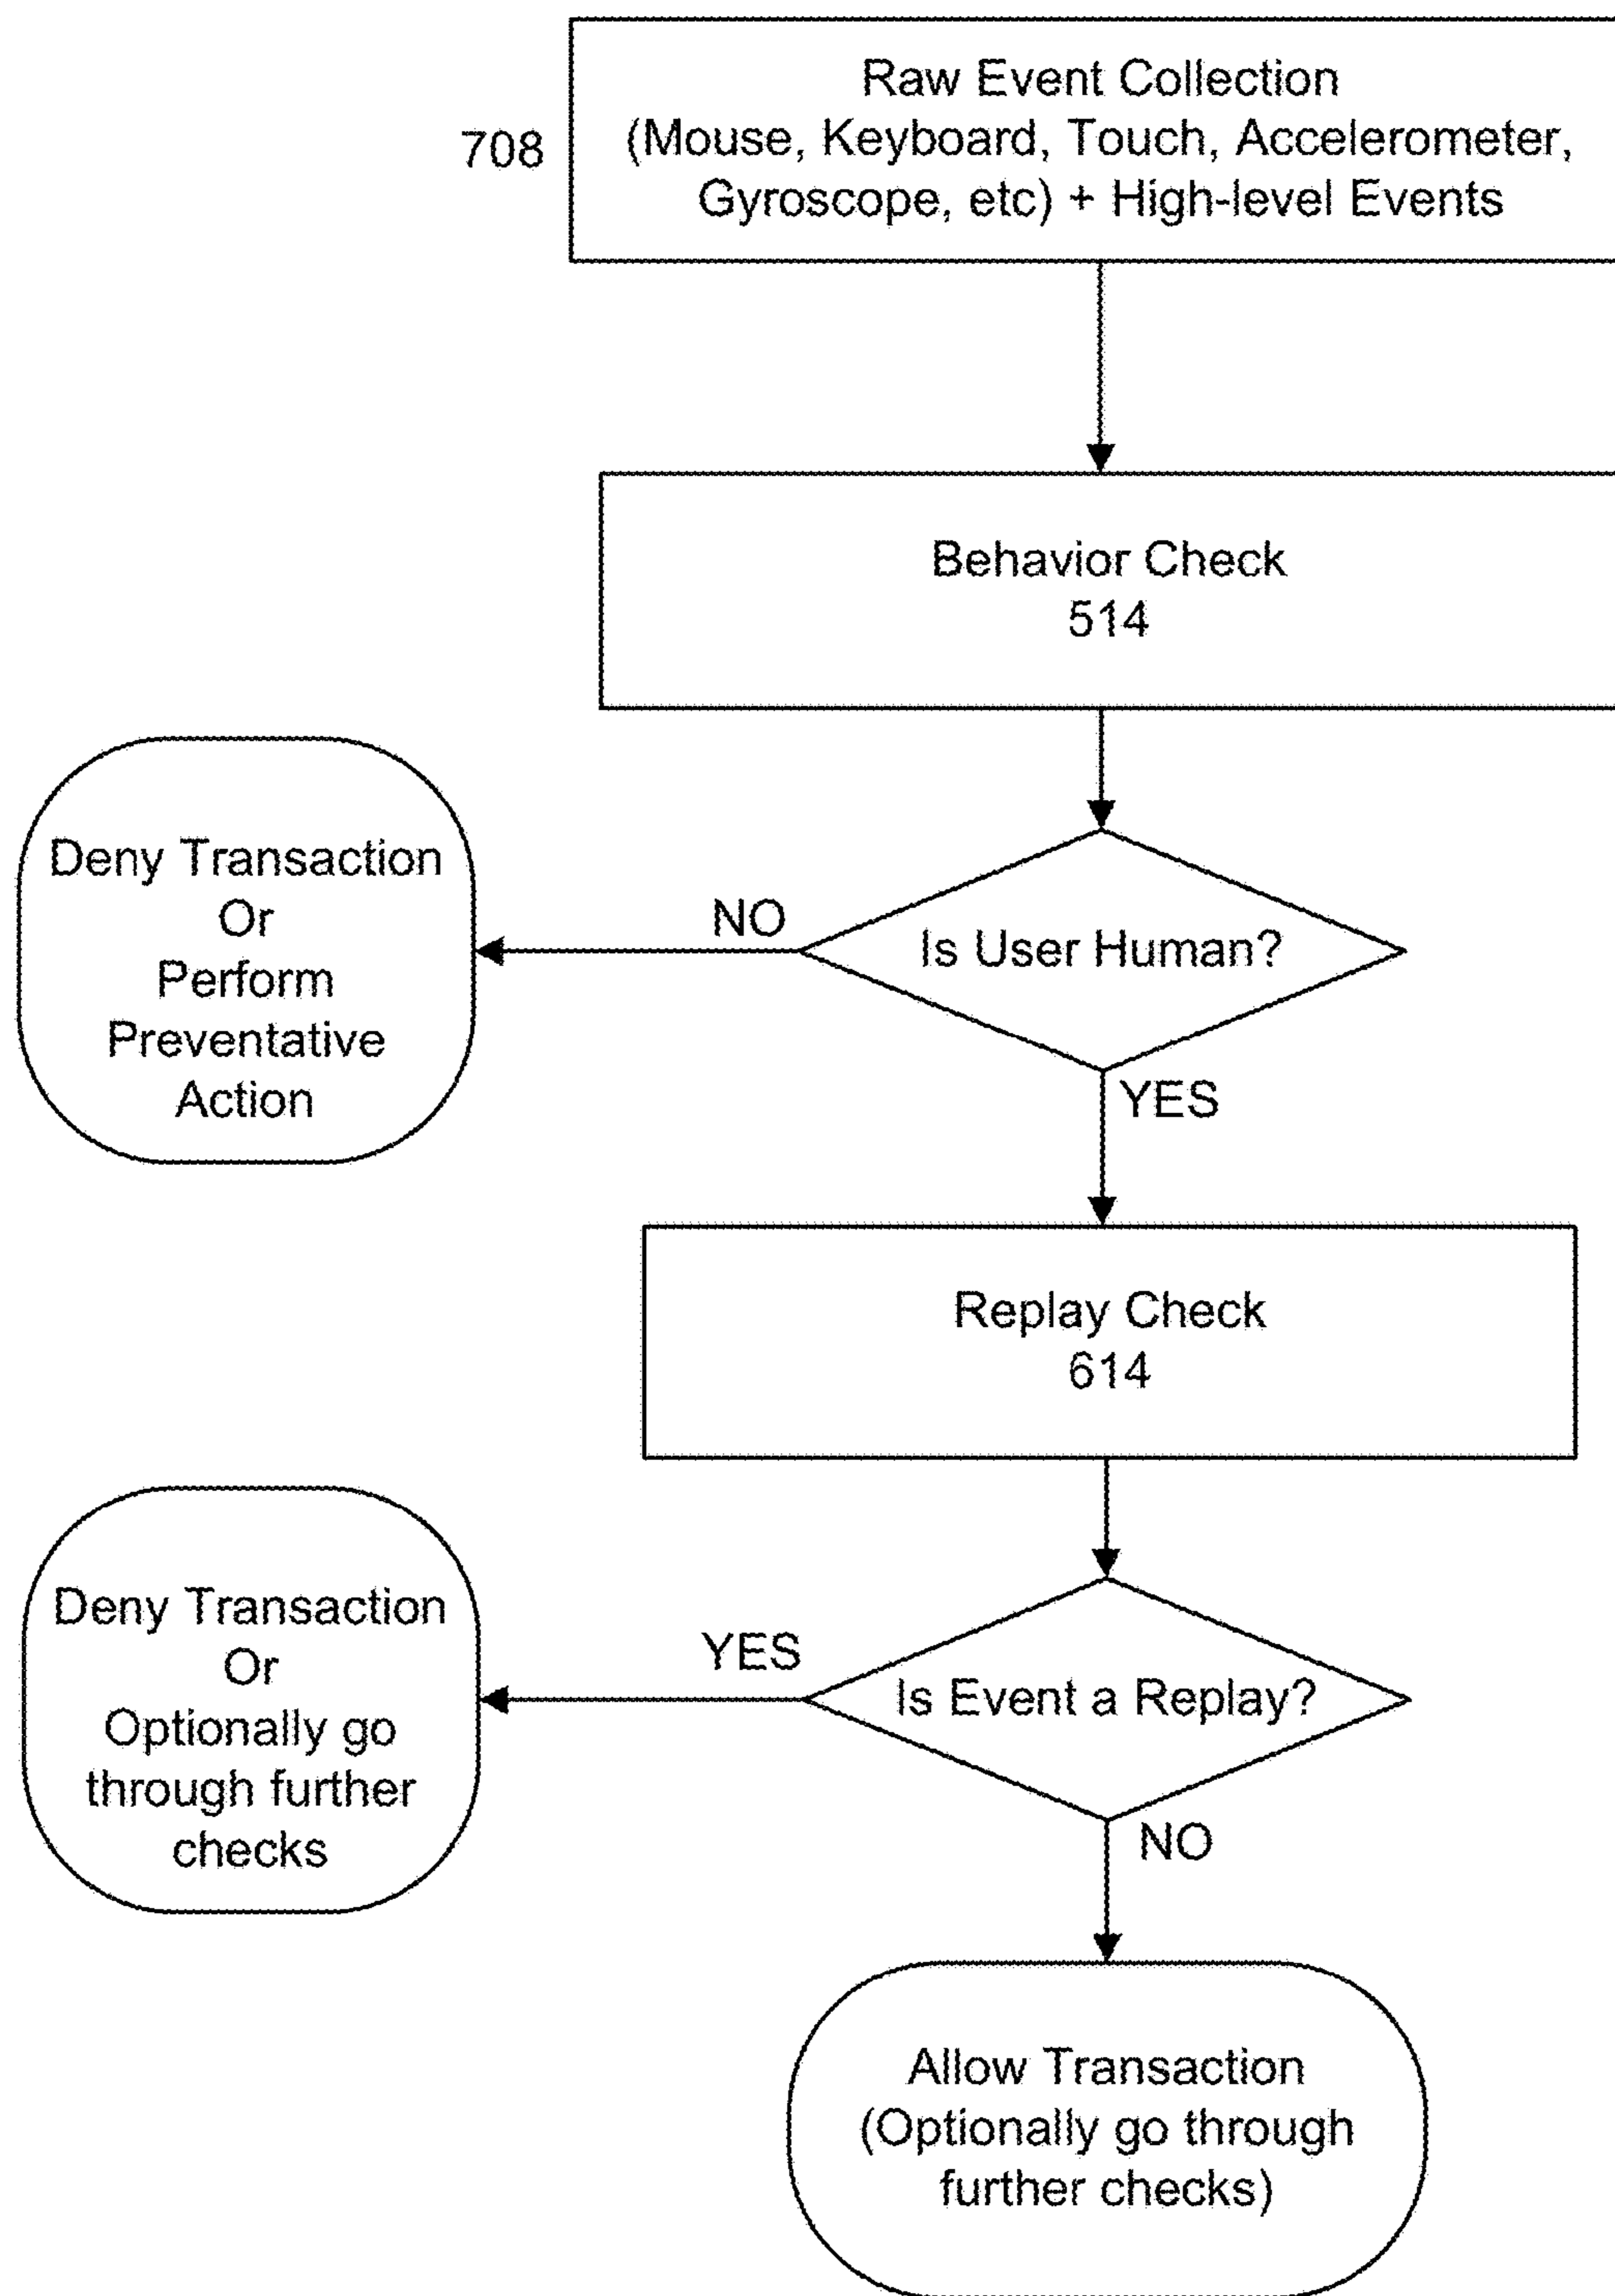 Raw Event Collection
708
(Mouse, Keyboard, Touch, Accelerometer,
Gyroscope, etc) + High-level Events
Behavior Check
514
Deny Transaction
Or
Perform
Preventative
Action
NO
Is User Human?
YES
Replay Check
614
Deny Transaction
Or
Optionally go
through further
checks
YES
Is Event a Replay?
NO
Allow Transaction
(Optionally go through
further checks)